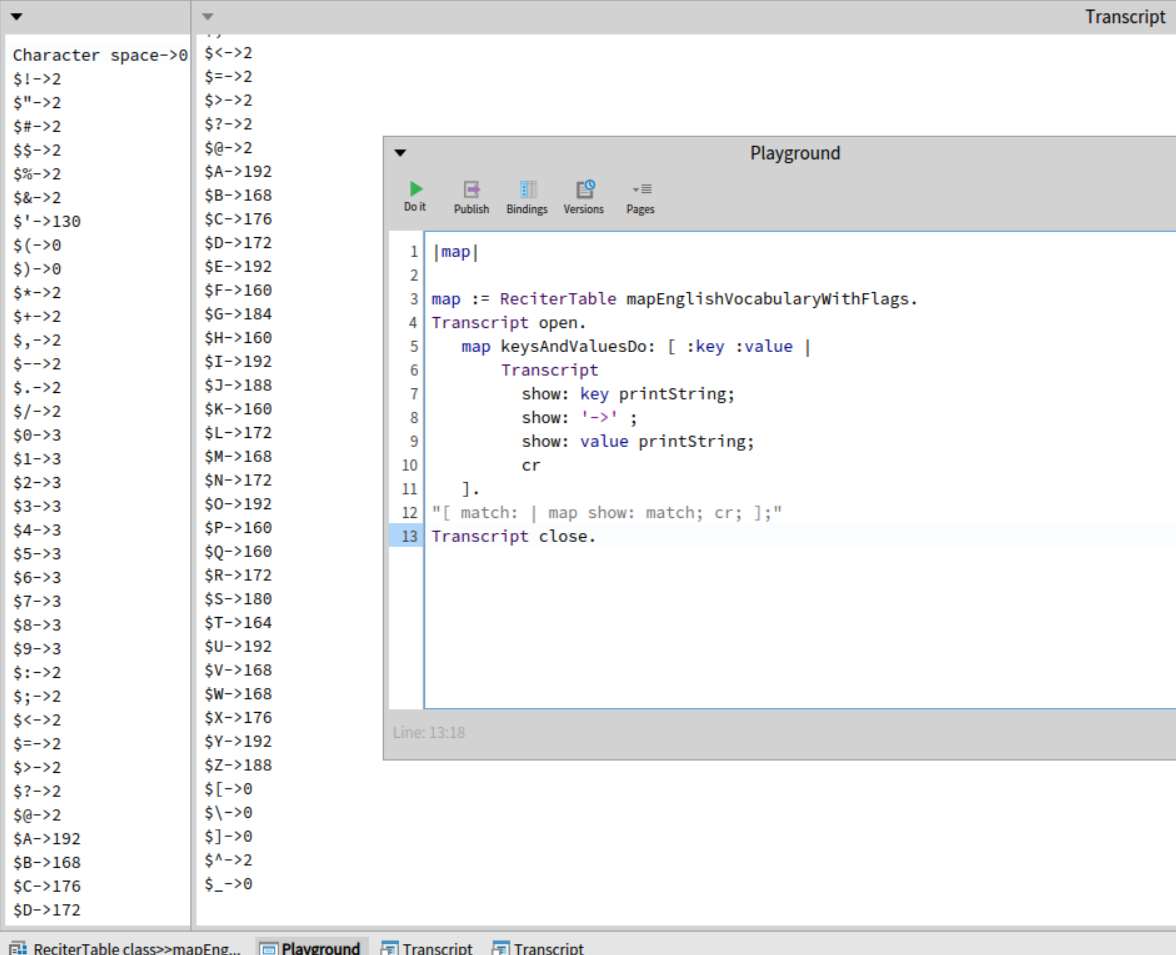 Transcript
Character space->0
$!->2
$"->2
$#->2
$$->2
$%->2
$&->2
$'->130
$(->0
$)->0
$*->2
$+->2
$,->2
$-->2
$.->2
$/->2
$0->3
$1->3
$2->3
$3->3
$4->3
$5->3
$6->3
$7->3
$8->3
$9->3
$:->2
$;->2
$<->2
$=->2
$>->2
$?->2
$@->2
$A->192
$B->168
$C->176
$D->172
$<->2
$=->2
$>->2
$?->2
$@->2
$A->192
$B->168
$C->176
$D->172
$E->192
$F->160
$G->184
$H->160
$I->192
$J->188
$K->160
$L->172
$M->168
$N->172
$O->192
$P->160
$Q->160
$R->172
$S->180
$T->164
$U->192
$V->168
$W->168
$X->176
$Y->192
$Z->188
$[->0
$\->0
$]->0
$^->2
$_->0
Playground
Do it Publish Bindings Versions Pages
1 |map|
2
3 map := ReciterTable mapEnglishVocabularyWithFlags.
4 Transcript open.
5 map keysAndValuesDo: [ :key :value |
6 Transcript
7 show: key printString;
8 show: '->' ;
9 show: value printString;
10 cr
11 ].
12 "[ match: | map show: match; cr; ];"
13 Transcript close.
Line: 13:18
ReciterTable class>>mapEng... Playground Transcript Transcript